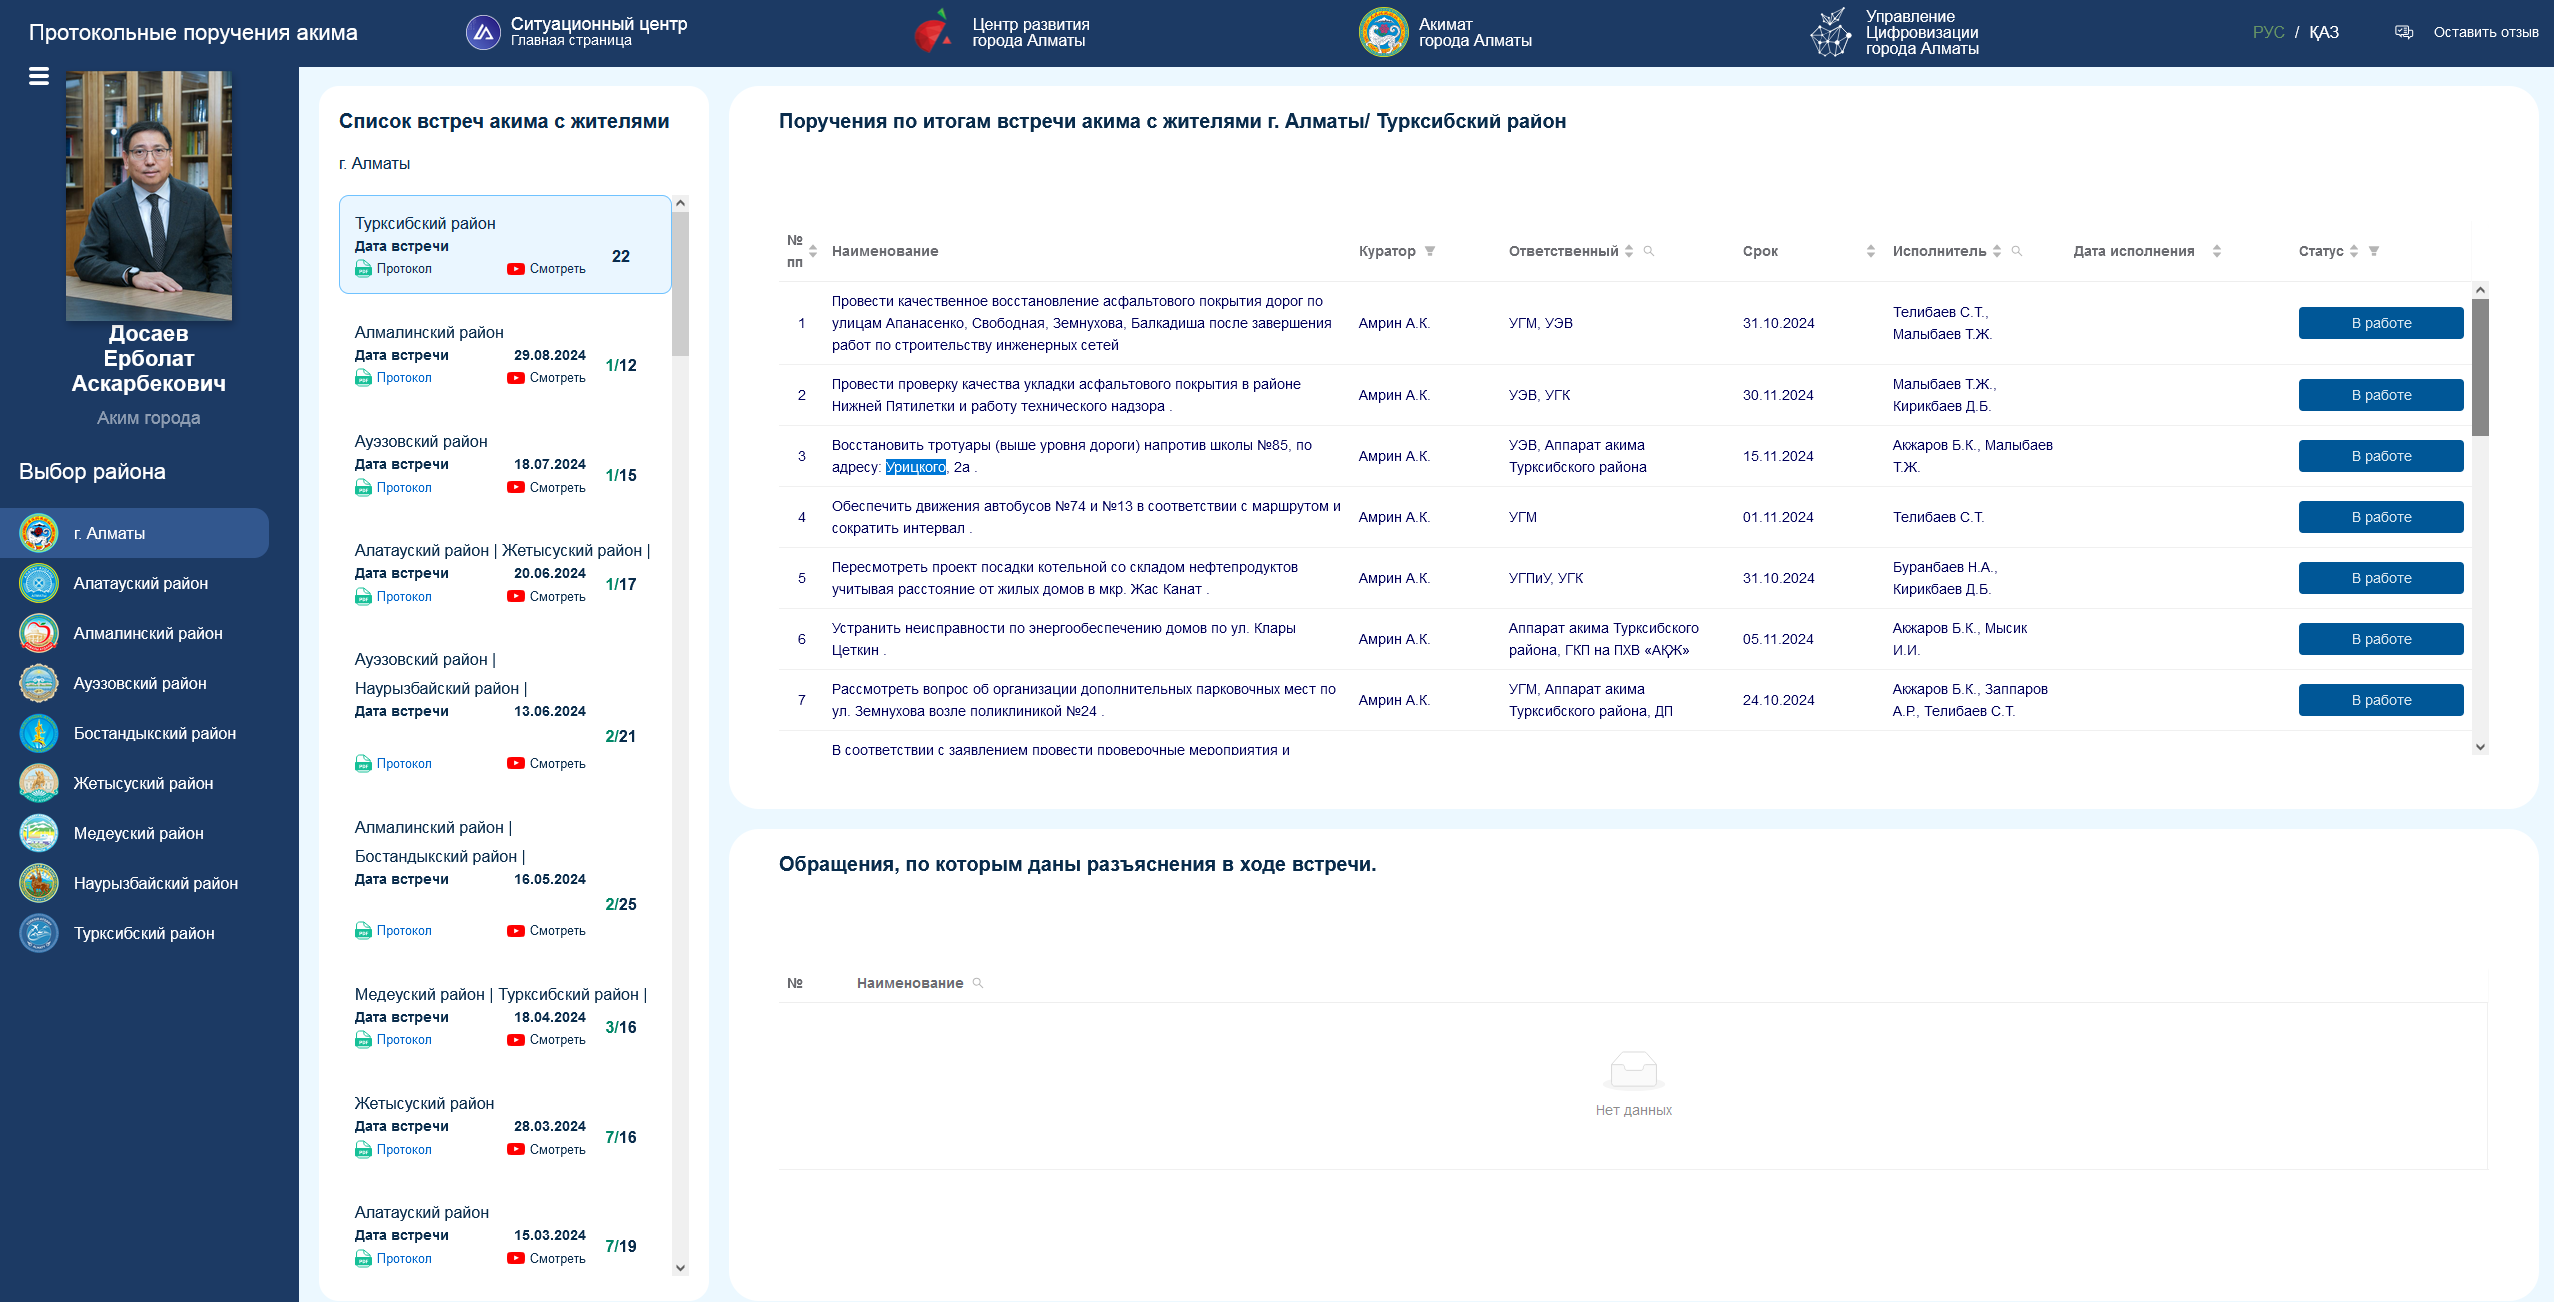 Протокольные поручения акима
Ситуационный центр
Главная страница
Центр развития
города Алматы
Акимат
города Алматы
Управление
Цифровизации
города Алматы
РУС / ҚАЗ
Оставить отзыв
Досаев
Ерболат
Аскарбекович
Аким города
Выбор района
г. Алматы
Алатауский район
Алмалинский район
Ауэзовский район
Бостандыкский район
Жетысуский район
Медеуский район
Наурызбайский район
Турксибский район
Список встреч акима с жителями
г. Алматы
Турксибский район
Дата встречи
22
Протокол Смотреть
Алмалинский район
Дата встречи 29.08.2024
1/12
Протокол Смотреть
Ауэзовский район
Дата встречи 18.07.2024
1/15
Протокол Смотреть
Алатауский район | Жетысуский район |
Дата встречи 20.06.2024
1/17
Протокол Смотреть
Ауэзовский район |
Наурызбайский район |
Дата встречи 13.06.2024
2/21
Протокол Смотреть
Алмалинский район |
Бостандыкский район |
Дата встречи 16.05.2024
2/25
Протокол Смотреть
Медеуский район | Турксибский район |
Дата встречи 18.04.2024
3/16
Протокол Смотреть
Жетысуский район
Дата встречи 28.03.2024
7/16
Протокол Смотреть
Алатауский район
Дата встречи 15.03.2024
7/19
Протокол Смотреть
Поручения по итогам встречи акима с жителями г. Алматы/ Турксибский район
№ пп Наименование Куратор Ответственный Срок Исполнитель Дата исполнения Статус
1
Провести качественное восстановление асфальтового покрытия дорог по
улицам Апанасенко, Свободная, Земнухова, Балкадиша после завершения
работ по строительству инженерных сетей
Амрин А.К.
УГМ, УЭВ
31.10.2024
Телибаев С.Т.,
Малыбаев Т.Ж.
В работе
2
Провести проверку качества укладки асфальтового покрытия в районе
Нижней Пятилетки и работу технического надзора .
Амрин А.К.
УЭВ, УГК
30.11.2024
Малыбаев Т.Ж.,
Кирикбаев Д.Б.
В работе
3
Восстановить тротуары (выше уровня дороги) напротив школы №85, по
адресу: Урицкого, 2а .
Амрин А.К.
УЭВ, Аппарат акима
Турксибского района
15.11.2024
Акжаров Б.К., Малыбаев
Т.Ж.
В работе
4
Обеспечить движения автобусов №74 и №13 в соответствии с маршрутом и
сократить интервал .
Амрин А.К.
УГМ
01.11.2024
Телибаев С.Т.
В работе
5
Пересмотреть проект посадки котельной со складом нефтепродуктов
учитывая расстояние от жилых домов в мкр. Жас Канат .
Амрин А.К.
УГПиУ, УГК
31.10.2024
Буранбаев Н.А.,
Кирикбаев Д.Б.
В работе
6
Устранить неисправности по энергообеспечению домов по ул. Клары
Цеткин .
Амрин А.К.
Аппарат акима Турксибского
района, ГКП на ПХВ «АҚЖ»
05.11.2024
Акжаров Б.К., Мысик
И.И.
В работе
7
Рассмотреть вопрос об организации дополнительных парковочных мест по
ул. Земнухова возле поликлиникой №24 .
Амрин А.К.
УГМ, Аппарат акима
Турксибского района, ДП
24.10.2024
Акжаров Б.К., Заппаров
А.Р., Телибаев С.Т.
В работе
В соответствии с заявлением провести проверочные мероприятия и
Обращения, по которым даны разъяснения в ходе встречи.
№ Наименование
Нет данных